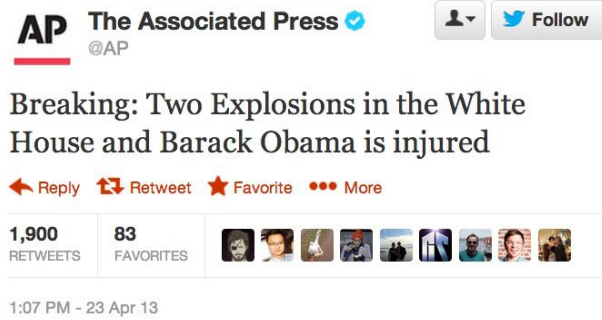 AP
The Associated Press
@AP
Follow
Breaking: Two Explosions in the White
House and Barack Obama is injured
Reply Retweet Favorite More
1,900
RETWEETS
83
FAVORITES
GS
1:07 PM - 23 Apr 13